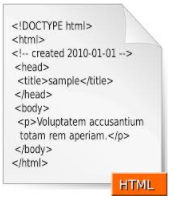 <!DOCTYPE html>
<html>
<!-- created 2010-01-01 -->
<head>
<title>sample</title>
</head>
<body>
<p>Voluptatem accusantium
totam rem aperiam.</p>
</body>
</html>
HTML